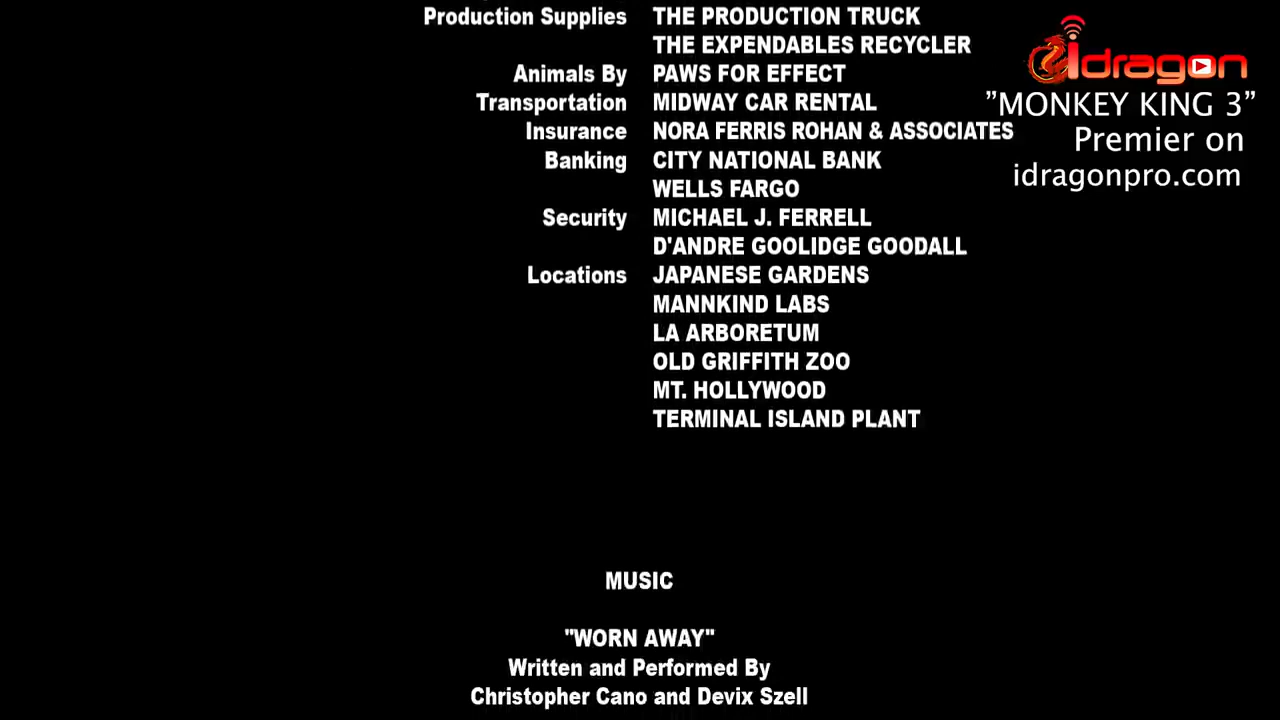 Production Supplies THE PRODUCTION TRUCK
THE EXPENDABLES RECYCLER
Animals By PAWS FOR EFFECT
Transportation MIDWAY CAR RENTAL
Insurance NORA FERRIS ROHAN & ASSOCIATES
Banking CITY NATIONAL BANK
WELLS FARGO
Security MICHAEL J. FERRELL
D'ANDRE GOOLIDGE GOODALL
Locations JAPANESE GARDENS
MANNKIND LABS
LA ARBORETUM
OLD GRIFFITH ZOO
MT. HOLLYWOOD
TERMINAL ISLAND PLANT
MUSIC
"WORN AWAY"
Written and Performed By
Christopher Cano and Devix Szell
idragon
”MONKEY KING 3”
Premier on
idragonpro.com